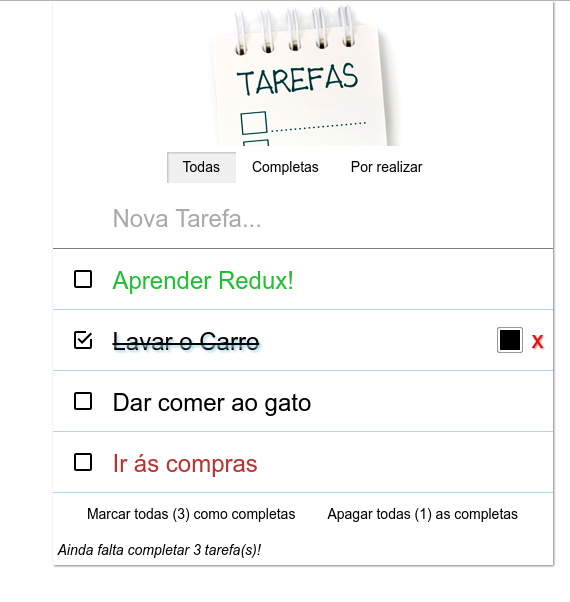 TAREFAS
Todas Completas Por realizar
Nova Tarefa...
Aprender Redux!
Lavar o Carro X
Dar comer ao gato
Ir ás compras
Marcar todas (3) como completas Apagar todas (1) as completas
Ainda falta completar 3 tarefa(s)!